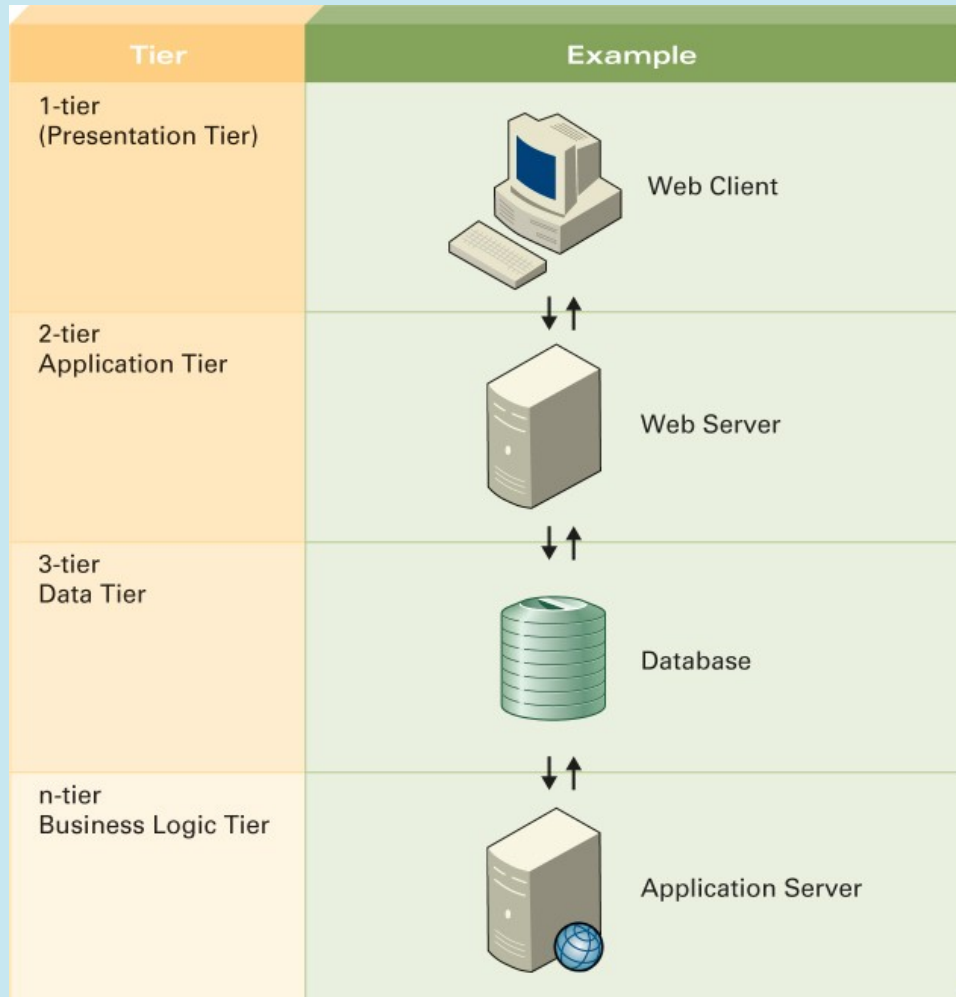 Tier
Example
1-tier
(Presentation Tier)
Web Client
2-tier
Application Tier
Web Server
3-tier
Data Tier
Database
n-tier
Business Logic Tier
Application Server